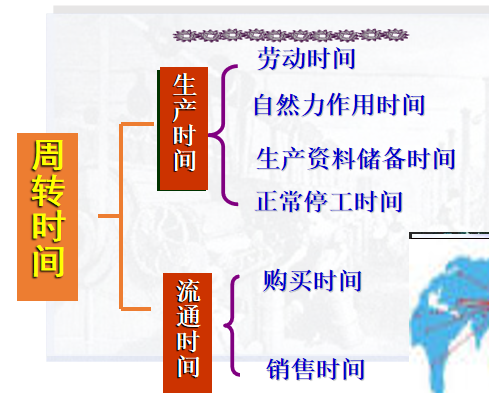 周转时间
生产时间
劳动时间
自然力作用时间
生产资料储备时间
正常停工时间
流通时间
购买时间
销售时间